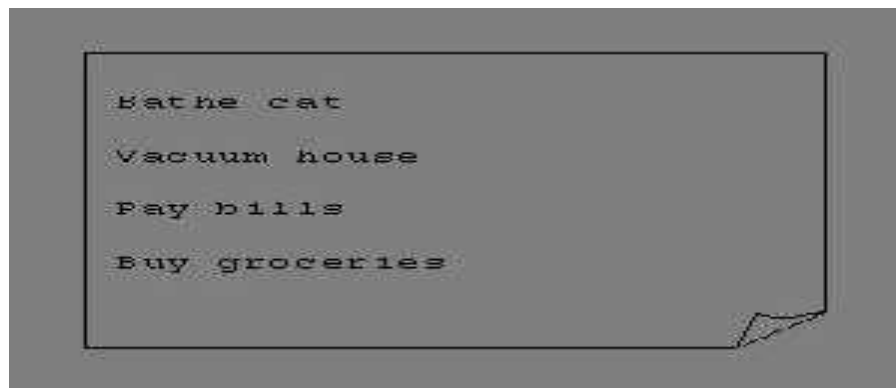 Bathe cat
Vacuum house
Pay bills
Buy groceries